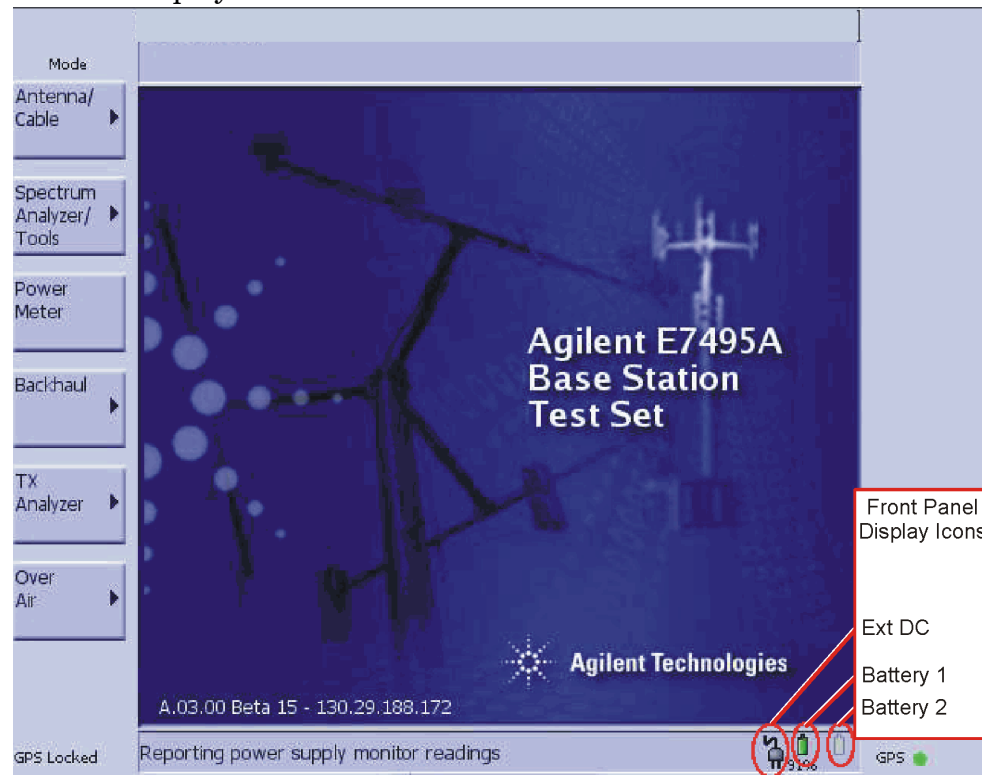 Mode
Antenna/
Cable
Spectrum
Analyzer/
Tools
Power
Meter
Backhaul
TX
Analyzer
Over
Air
Agilent E7495A
Base Station
Test Set
Agilent Technologies
A.03.00 Beta 15 - 130.29.188.172
Front Panel
Display Icons
Ext DC
Battery 1
Battery 2
GPS Locked
Reporting power supply monitor readings
91%
GPS